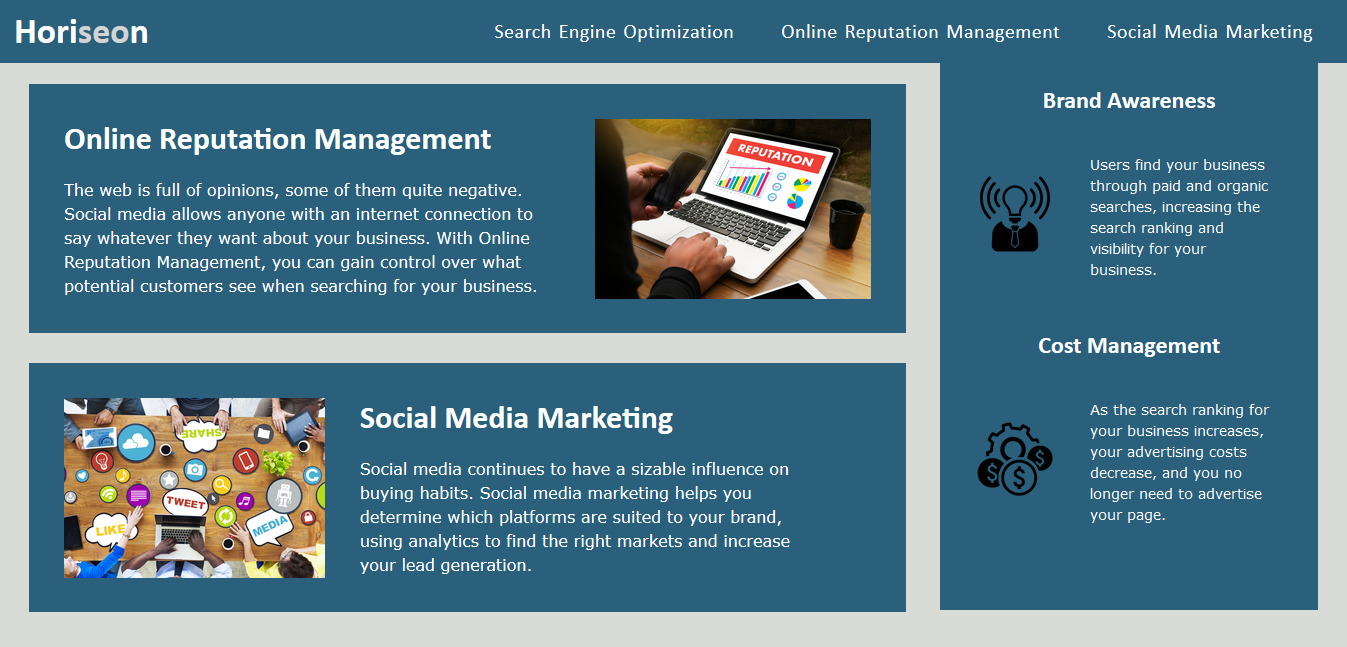 Horiseon
Search Engine Optimization
Online Reputation Management
Social Media Marketing
Online Reputation Management
The web is full of opinions, some of them quite negative.
Social media allows anyone with an internet connection to
say whatever they want about your business. With Online
Reputation Management, you can gain control over what
potential customers see when searching for your business.
REPUTATION
SHARE
TWEET
LIKE
MEDIA
Social Media Marketing
Social media continues to have a sizable influence on
buying habits. Social media marketing helps you
determine which platforms are suited to your brand,
using analytics to find the right markets and increase
your lead generation.
Brand Awareness
Users find your business
through paid and organic
searches, increasing the
search ranking and
visibility for your
business.
Cost Management
As the search ranking for
your business increases,
your advertising costs
decrease, and you no
longer need to advertise
your page.